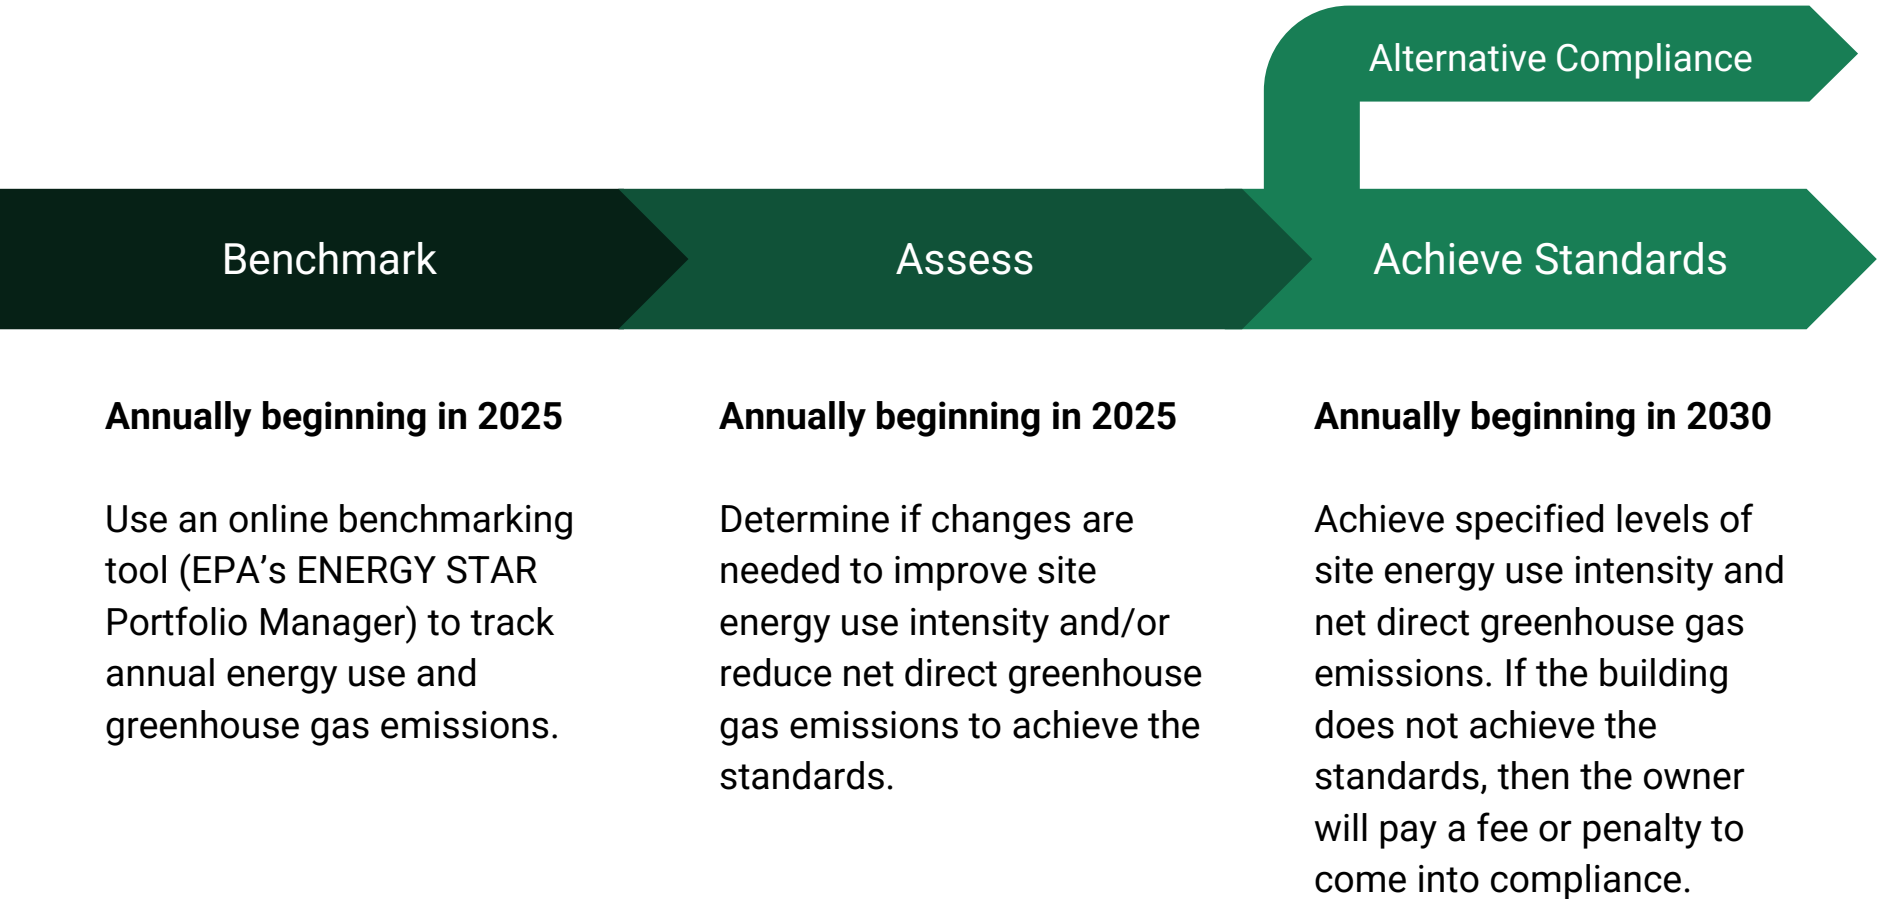 Alternative Compliance
Benchmark
Assess
Achieve Standards
Annually beginning in 2025
Use an online benchmarking
tool (EPA’s ENERGY STAR
Portfolio Manager) to track
annual energy use and
greenhouse gas emissions.
Annually beginning in 2025
Determine if changes are
needed to improve site
energy use intensity and/or
reduce net direct greenhouse
gas emissions to achieve the
standards.
Annually beginning in 2030
Achieve specified levels of
site energy use intensity and
net direct greenhouse gas
emissions. If the building
does not achieve the
standards, then the owner
will pay a fee or penalty to
come into compliance.